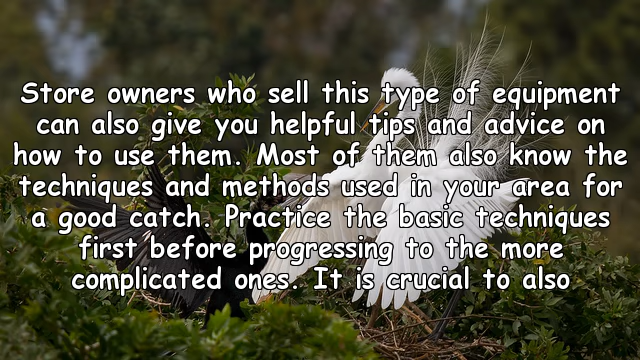 Store owners who sell this type of equipment
can also give you helpful tips and advice on
how to use them. Most of them also know the
techniques and methods used in your area for
a good catch. Practice the basic techniques
first before progressing to the more
complicated ones. It is crucial to also